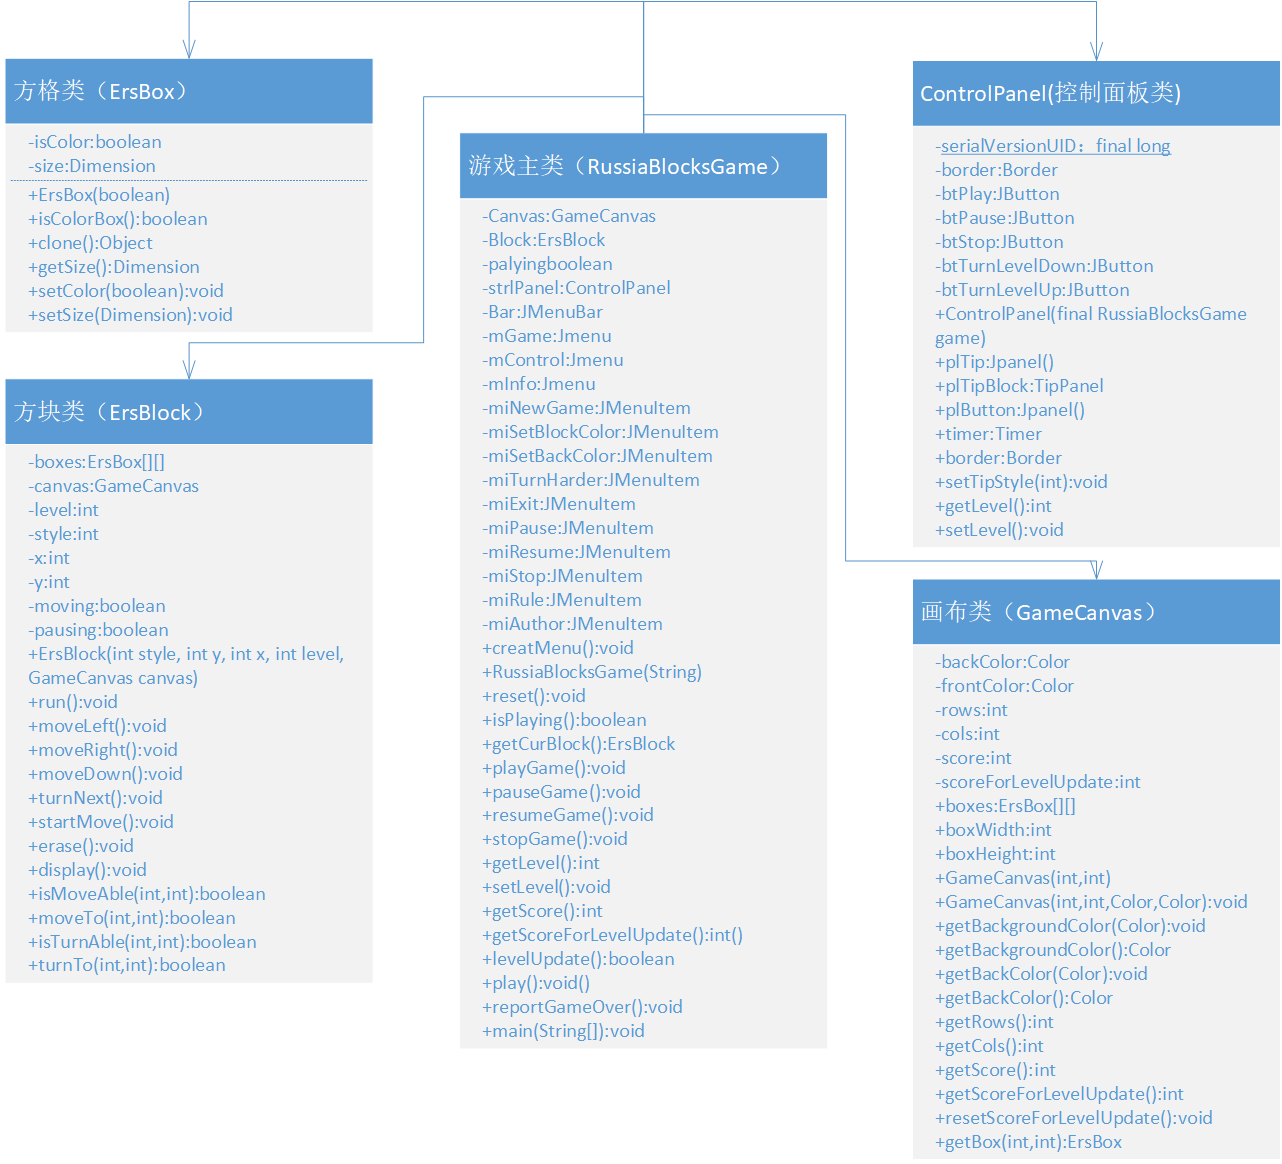 方格类（ErsBox）
-isColor:boolean
-size:Dimension
+ErsBox(boolean)
+isColorBox():boolean
+clone():Object
+getSize():Dimension
+setColor(boolean):void
+setSize(Dimension):void
方块类（ErsBlock）
-boxes:ErsBox[][]
-canvas:GameCanvas
-level:int
-style:int
-x:int
-y:int
-moving:boolean
-pausing:boolean
+ErsBlock(int style, int y, int x, int level,
GameCanvas canvas)
+run():void
+moveLeft():void
+moveRight():void
+moveDown():void
+turnNext():void
+startMove():void
+erase():void
+display():void
+isMoveAble(int,int):boolean
+moveTo(int,int):boolean
+isTurnAble(int,int):boolean
+turnTo(int,int):boolean
游戏主类（RussiaBlocksGame）
-Canvas:GameCanvas
-Block:ErsBlock
-palyingboolean
-strlPanel:ControlPanel
-Bar:JMenuBar
-mGame:Jmenu
-mControl:Jmenu
-mInfo:Jmenu
-miNewGame:JMenuItem
-miSetBlockColor:JMenuItem
-miSetBackColor:JMenuItem
-miTurnHarder:JMenuItem
-miExit:JMenuItem
-miPause:JMenuItem
-miResume:JMenuItem
-miStop:JMenuItem
-miRule:JMenuItem
-miAuthor:JMenuItem
+creatMenu():void
+RussiaBlocksGame(String)
+reset():void
+isPlaying():boolean
+getCurBlock():ErsBlock
+playGame():void
+pauseGame():void
+resumeGame():void
+stopGame():void
+getLevel():int
+setLevel():void
+getScore():int
+getScoreForLevelUpdate():int()
+levelUpdate():boolean
+play():void()
+reportGameOver():void
+main(String[]):void
ControlPanel(控制面板类)
-serialVersionUID：final long
-border:Border
-btPlay:JButton
-btPause:JButton
-btStop:JButton
-btTurnLevelDown:JButton
-btTurnLevelUp:JButton
+ControlPanel(final RussiaBlocksGame
game)
+plTip:Jpanel()
+plTipBlock:TipPanel
+plButton:Jpanel()
+timer:Timer
+border:Border
+setTipStyle(int):void
+getLevel():int
+setLevel():void
画布类（GameCanvas）
-backColor:Color
-frontColor:Color
-rows:int
-cols:int
-score:int
-scoreForLevelUpdate:int
+boxes:ErsBox[][]
+boxWidth:int
+boxHeight:int
+GameCanvas(int,int)
+GameCanvas(int,int,Color,Color):void
+getBackgroundColor(Color):void
+getBackgroundColor():Color
+getBackColor(Color):void
+getBackColor():Color
+getRows():int
+getCols():int
+getScore():int
+getScoreForLevelUpdate():int
+resetScoreForLevelUpdate():void
+getBox(int,int):ErsBox